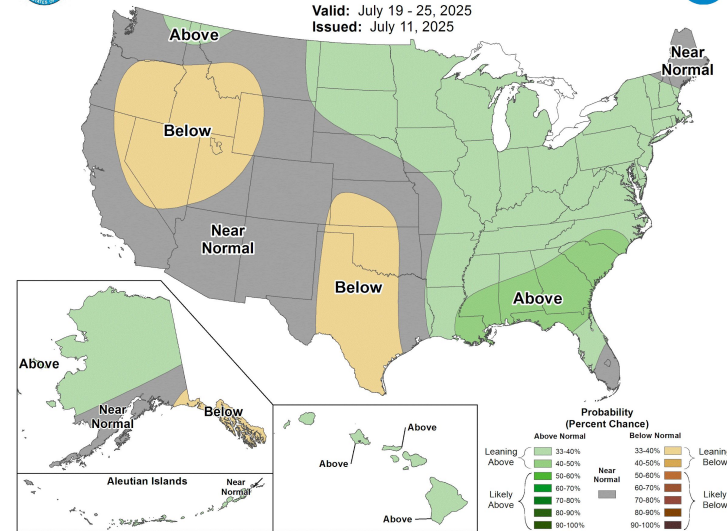 Valid: July 19 - 25, 2025
Issued: July 11, 2025
Above
Near
Normal
Below
Near
Normal
Below
Above
Above
Near
Normal
Below
Aleutian Islands
Near
Normal
Above
Above
Above
Probability
(Percent Chance)
Above Normal
Below Normal
Leaning
Above
33-40%
40-50%
Likely
Above
50-60%
60-70%
70-80%
80-90%
90-100%
Near
Normal
33-40%
40-50%
Leaning
Below
50-60%
60-70%
70-80%
80-90%
90-100%
Likely
Below